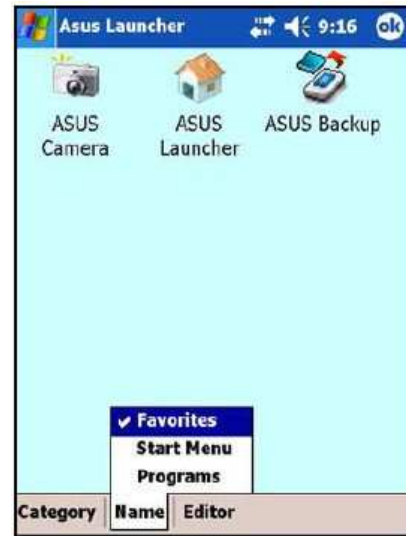 Asus Launcher 9:16 ok
ASUS Camera
ASUS Launcher
ASUS Backup
Favorites
Start Menu
Programs
Category Name Editor